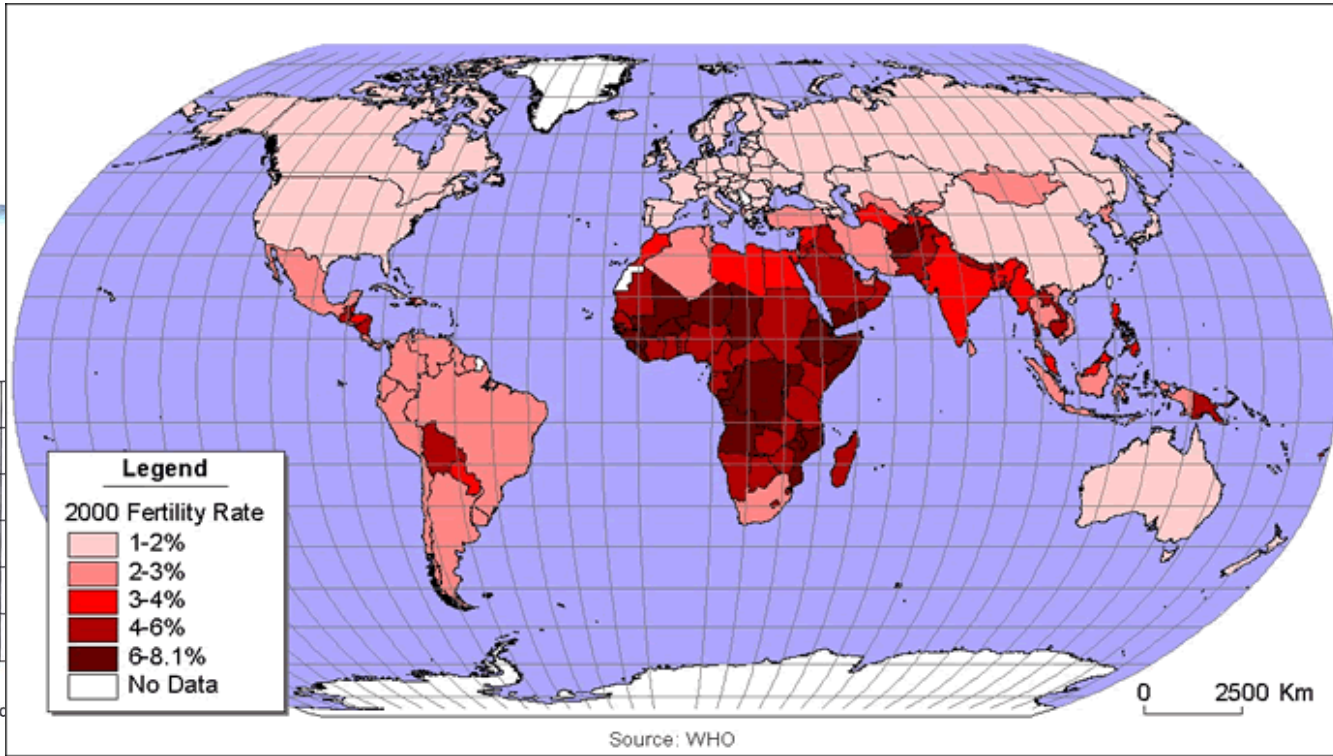 Legend
2000 Fertility Rate
1-2%
2-3%
3-4%
4-6%
6-8.1%
No Data
0 2500 Km
Source: WHO